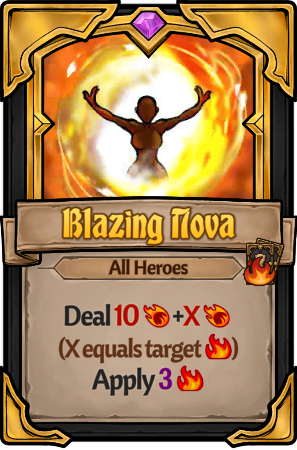 Blazing Nova
All Heroes
Deal 10 +X
(X equals target )
Apply 3